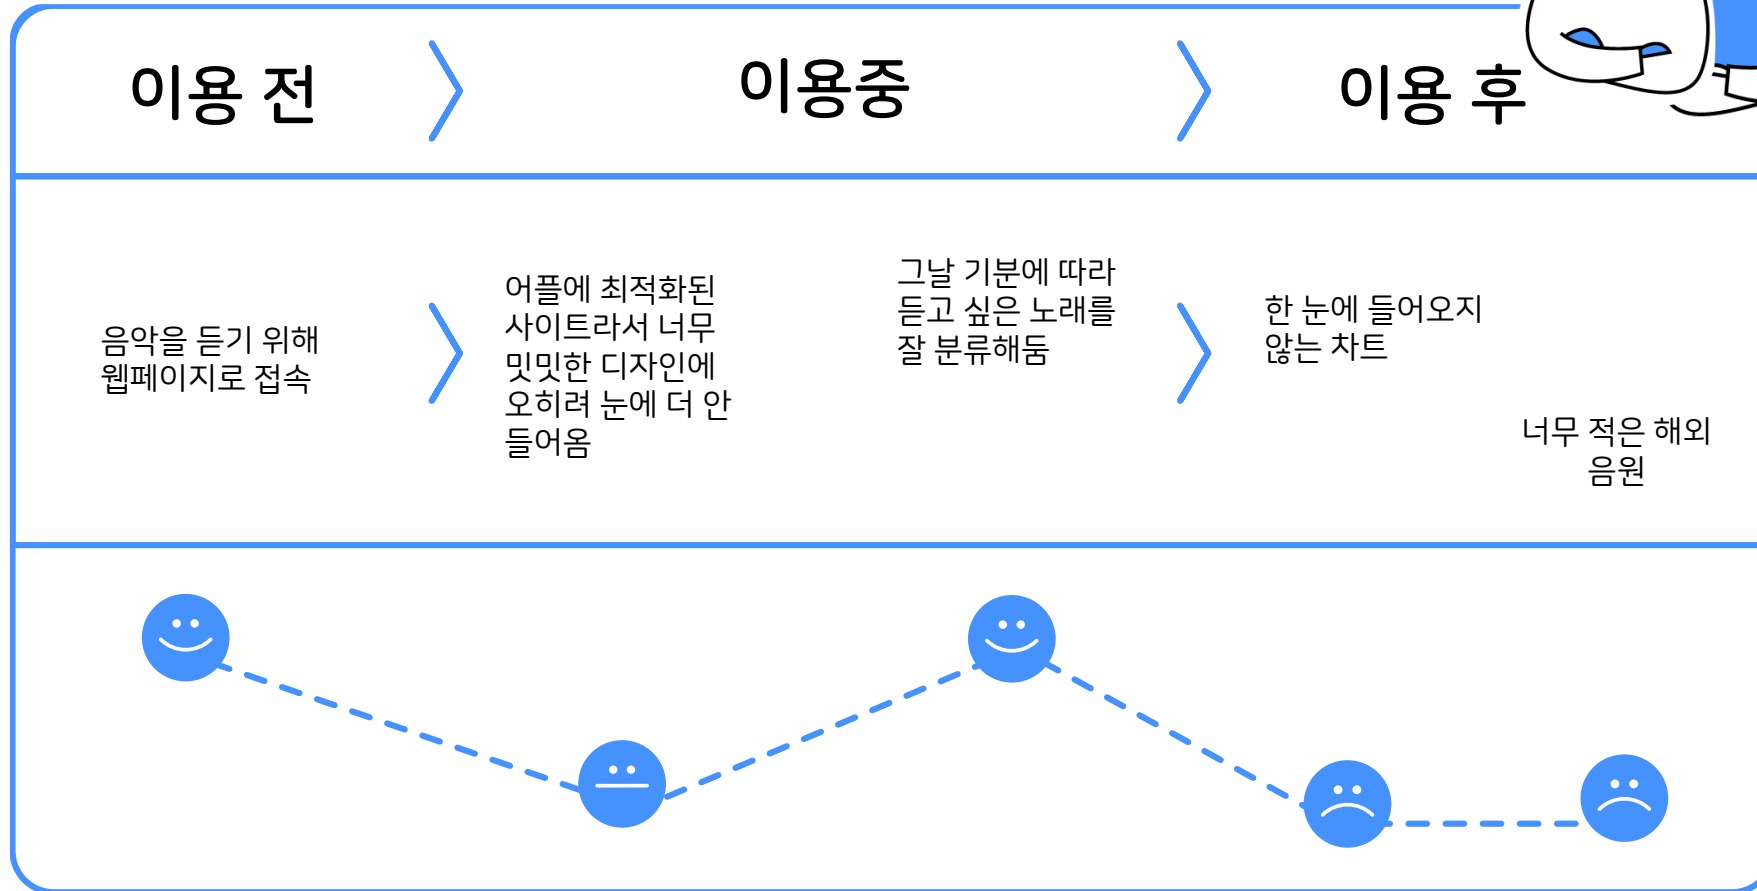 이용 전
이용중
이용 후
음악을 듣기 위해
웹페이지로 접속
어플에 최적화된
사이트라서 너무
밋밋한 디자인에
오히려 눈에 더 안
들어옴
그날 기분에 따라
듣고 싶은 노래를
잘 분류해둠
한 눈에 들어오지
않는 차트
너무 적은 해외
음원